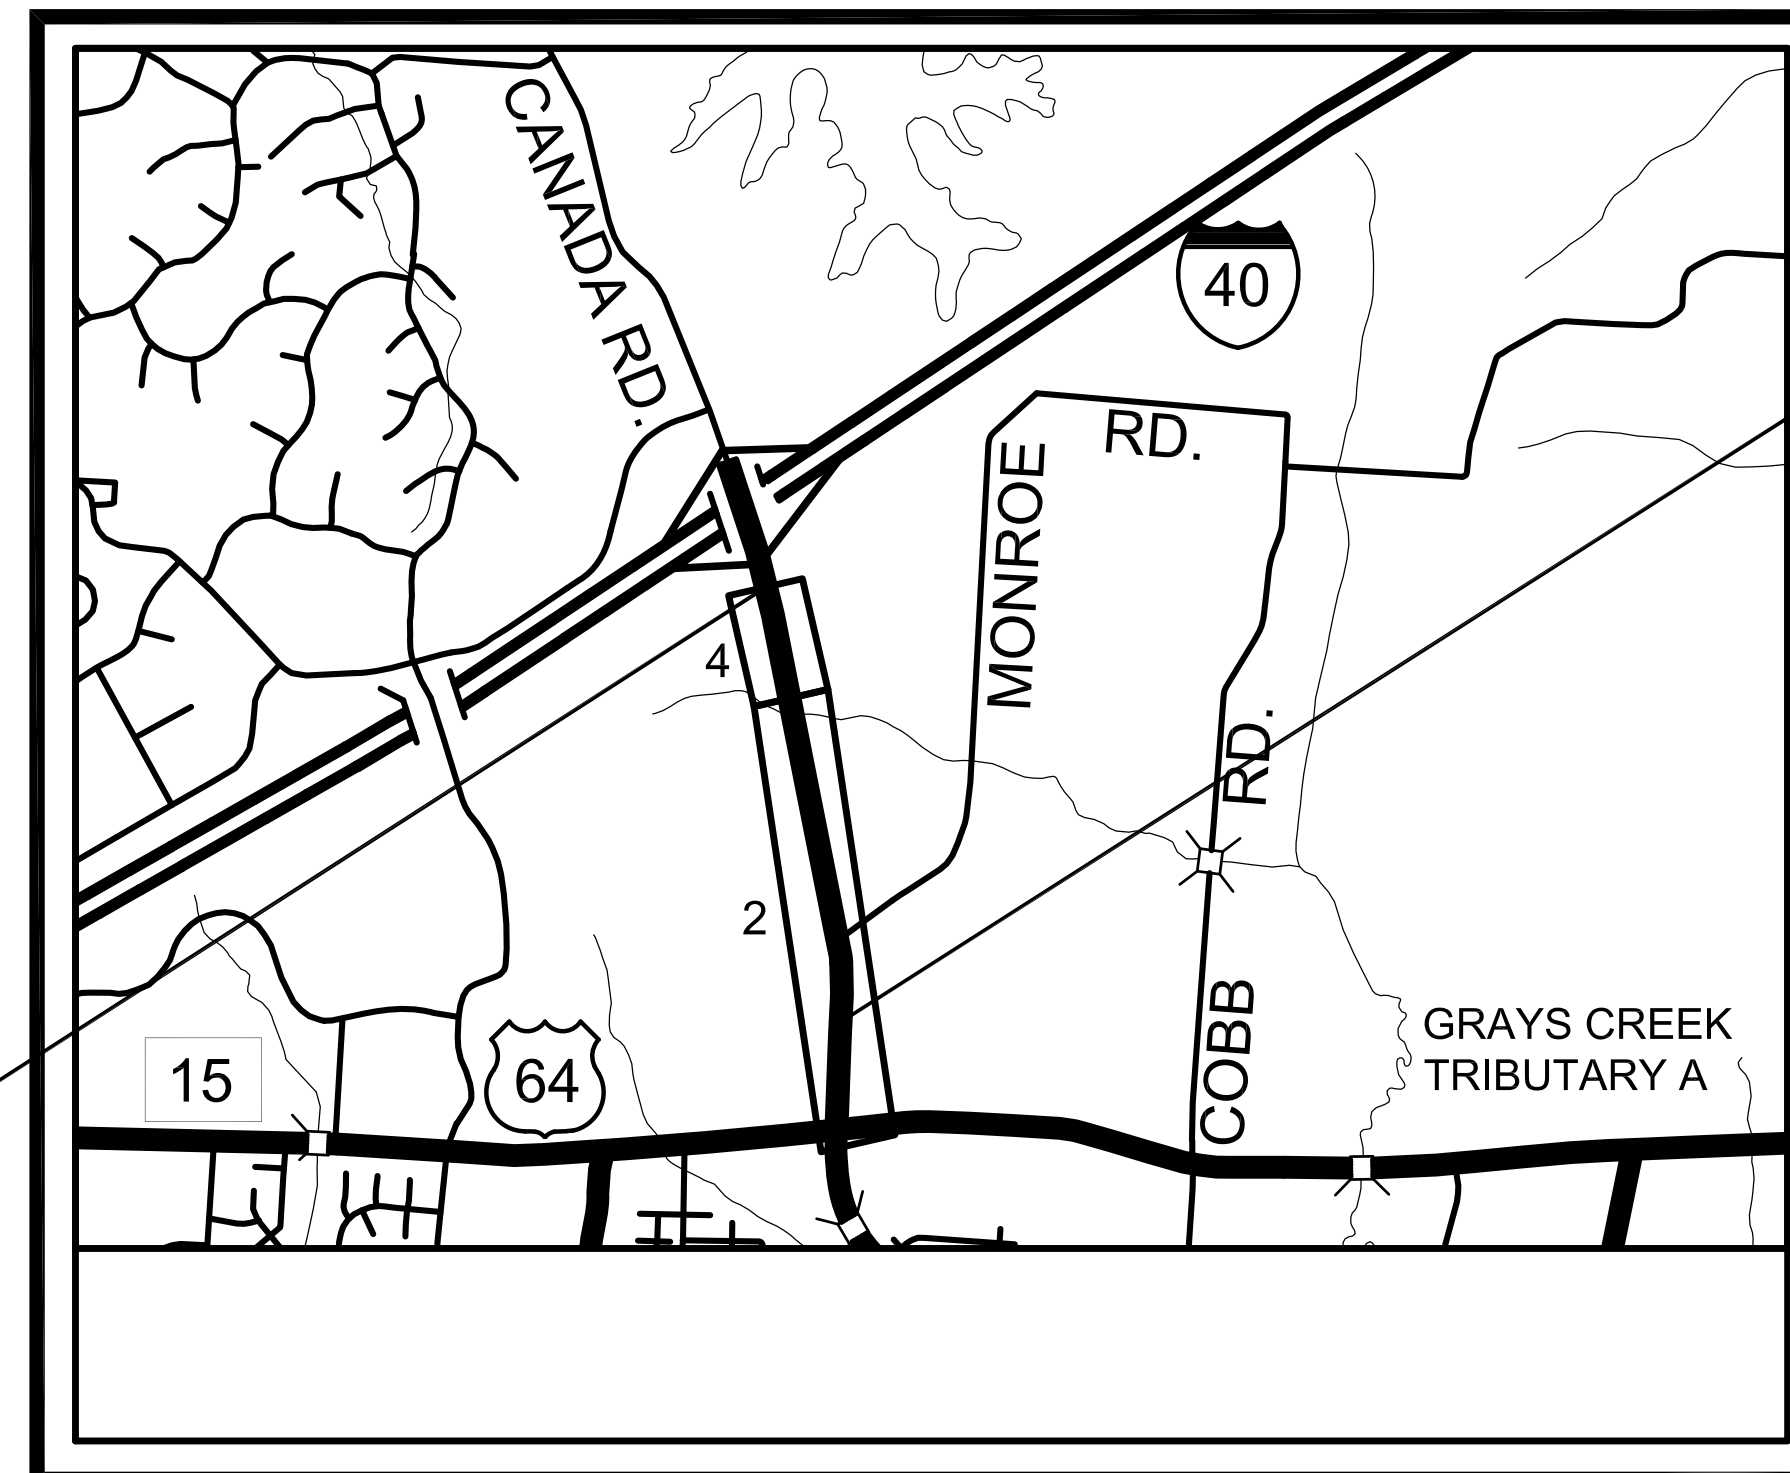 CANADA RD.
40
MONROE RD.
4
2
COBB RD.
GRAYS CREEK
TRIBUTARY A
15
64